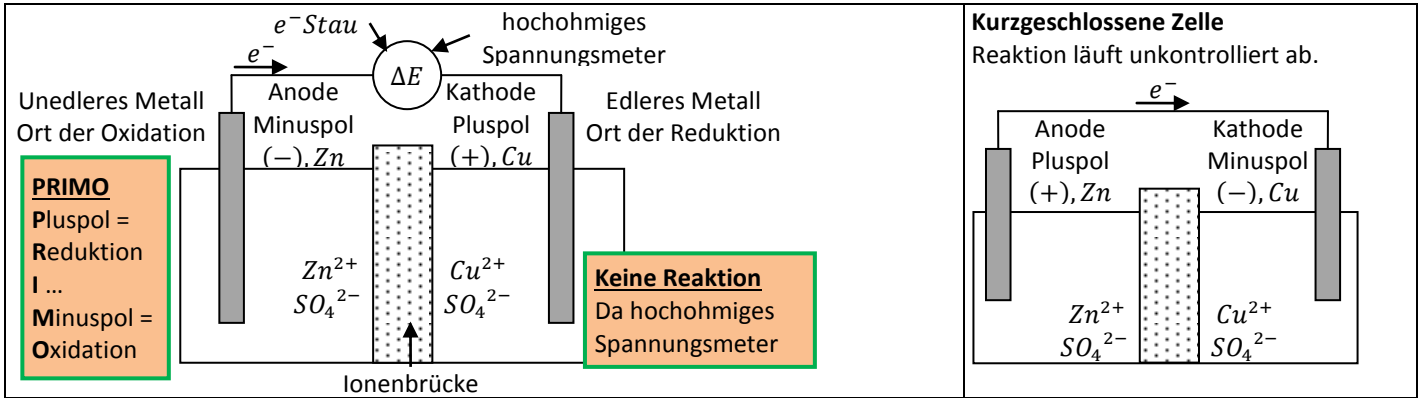 e⁻ Stau
hochohmiges
Spannungsmeter
e⁻
ΔE
Unedleres Metall
Ort der Oxidation
Anode
Minuspol
(−), Zn
Kathode
Pluspol
(+), Cu
Edleres Metall
Ort der Reduktion
PRIMO
Pluspol =
Reduktion
I ...
Minuspol =
Oxidation
Zn²⁺
SO₄²⁻
Cu²⁺
SO₄²⁻
Keine Reaktion
Da hochohmiges
Spannungsmeter
Ionenbrücke
Kurzgeschlossene Zelle
Reaktion läuft unkontrolliert ab.
e⁻
Anode
Pluspol
(+), Zn
Kathode
Minuspol
(−), Cu
Zn²⁺
SO₄²⁻
Cu²⁺
SO₄²⁻